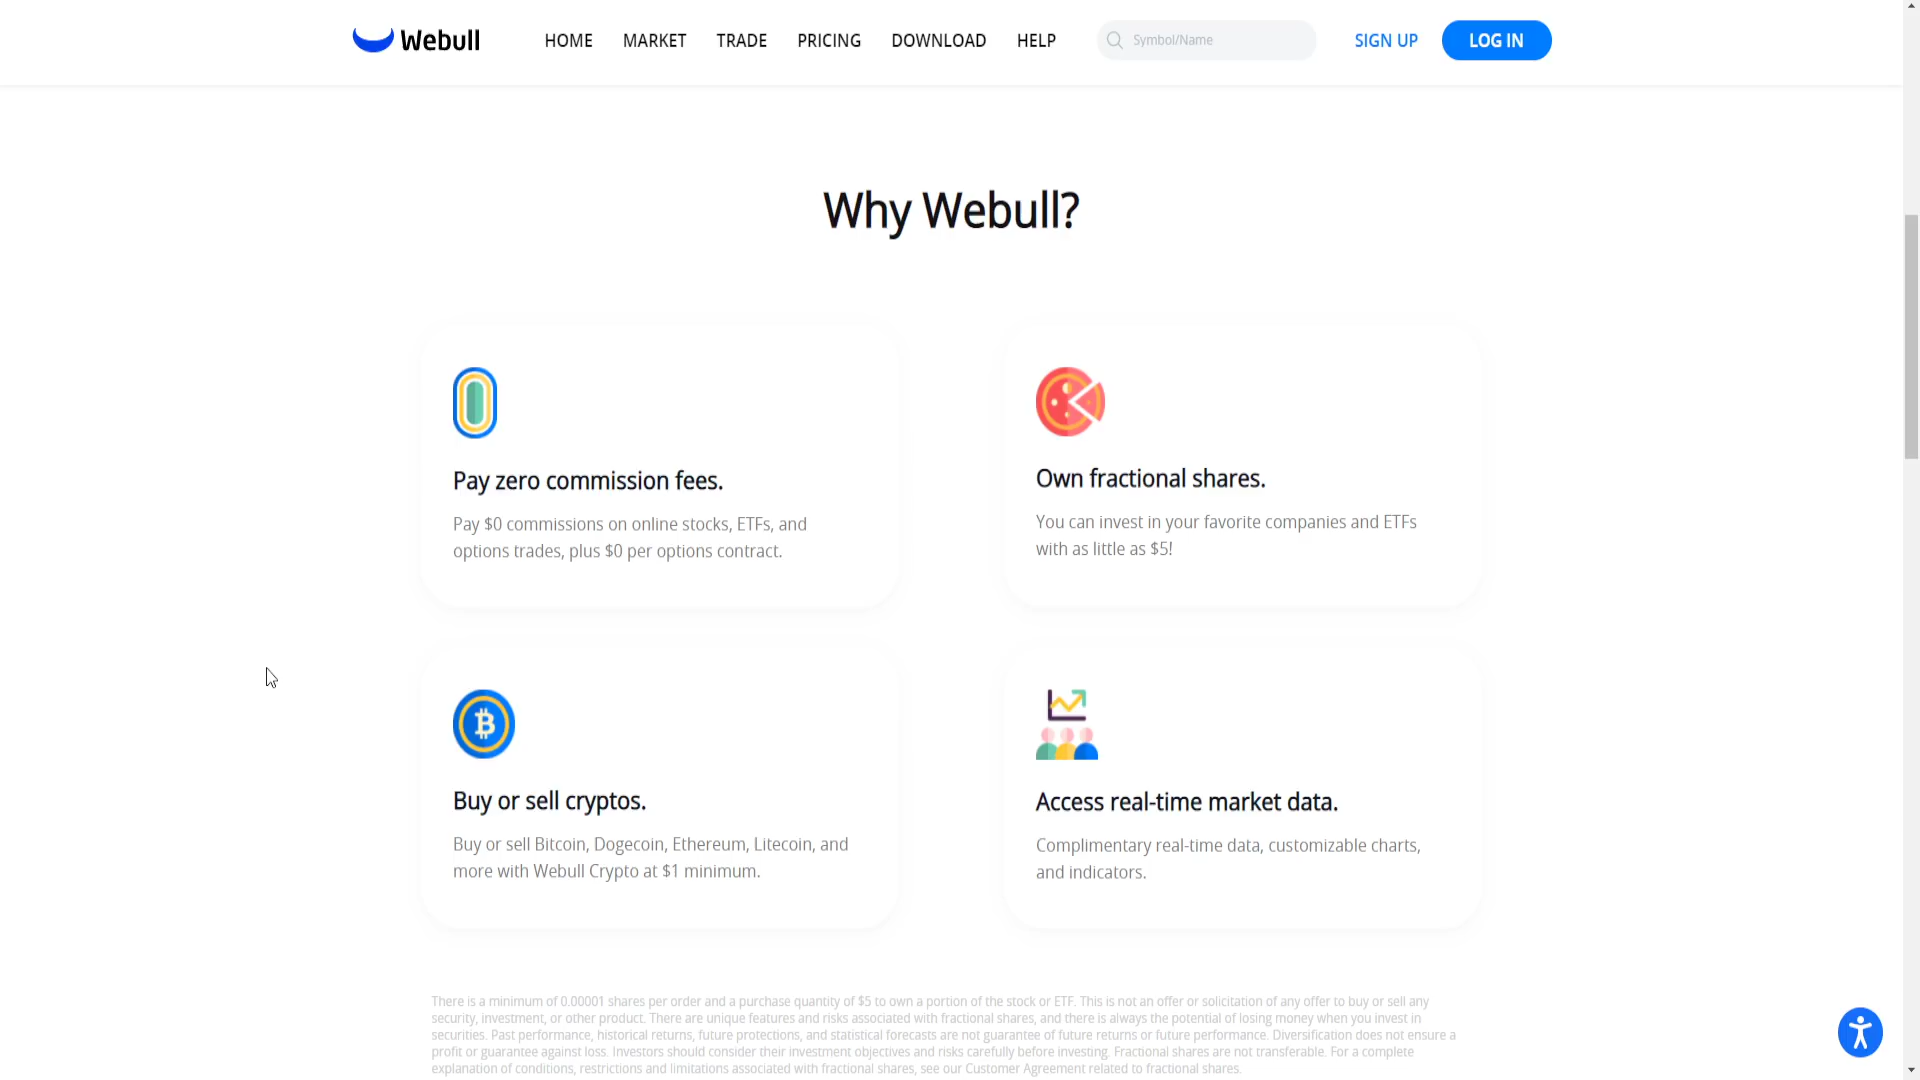 Webull
HOME MARKET TRADE PRICING DOWNLOAD HELP Symbol/Name SIGN UP LOG IN
Why Webull?
Pay zero commission fees.
Pay $0 commissions on online stocks, ETFs, and
options trades, plus $0 per options contract.
Own fractional shares.
You can invest in your favorite companies and ETFs
with as little as $5!
Buy or sell cryptos.
Buy or sell Bitcoin, Dogecoin, Ethereum, Litecoin, and
more with Webull Crypto at $1 minimum.
Access real-time market data.
Complimentary real-time data, customizable charts,
and indicators.
There is a minimum of 0.00001 shares per order and a purchase quantity of $5 to own a portion of the stock or ETF. This is not an offer or solicitation of any offer to buy or sell any
security, investment, or other product. There are unique features and risks associated with fractional shares, and there is always the potential of losing money when you invest in
securities. Past performance, historical returns, future protections, and statistical forecasts are not guarantee of future returns or future performance. Diversification does not ensure a
profit or guarantee against loss. Investors should consider their investment objectives and risks carefully before investing. Fractional shares are not transferable. For a complete
explanation of conditions, restrictions and limitations associated with fractional shares, see our Customer Agreement related to fractional shares.